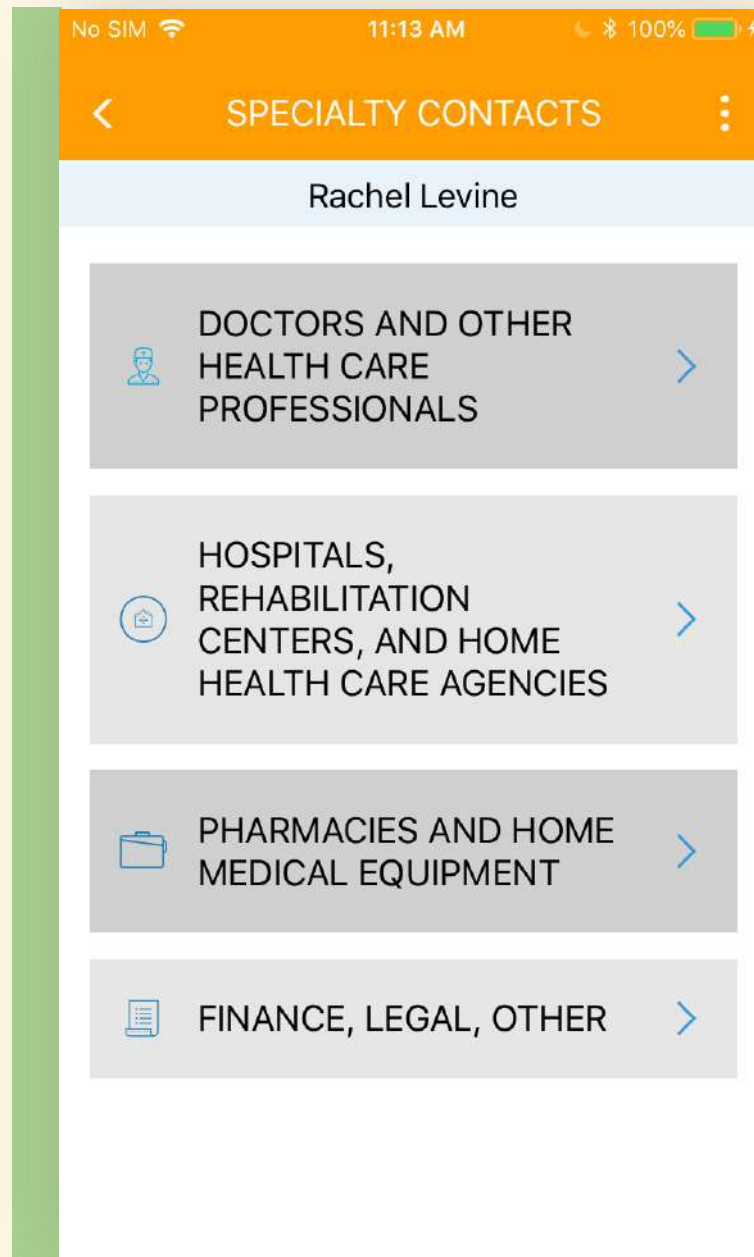 No SIM 11:13 AM 100%
SPECIALTY CONTACTS
Rachel Levine
DOCTORS AND OTHER
HEALTH CARE
PROFESSIONALS
HOSPITALS,
REHABILITATION
CENTERS, AND HOME
HEALTH CARE AGENCIES
PHARMACIES AND HOME
MEDICAL EQUIPMENT
FINANCE, LEGAL, OTHER